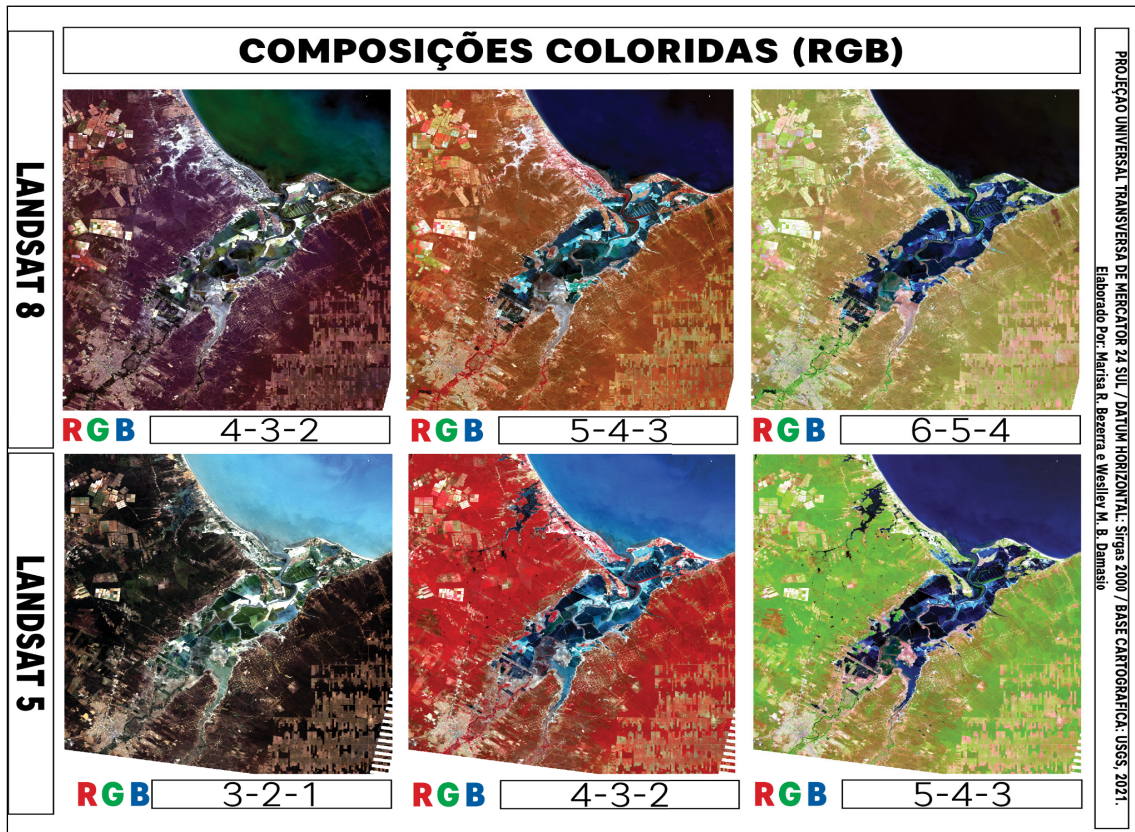 COMPOSIÇÕES COLORIDAS (RGB)
LANDSAT 8
RGB 4-3-2
RGB 5-4-3
RGB 6-5-4
LANDSAT 5
RGB 3-2-1
RGB 4-3-2
RGB 5-4-3
PROJEÇÃO UNIVERSAL TRANSVERSA DE MERCATOR 24 SUL / DATUM HORIZONTAL: Sirgas 2000 / BASE CARTOGRAFICA: USGS, 2021.
Elaborado Por: Marisa R. Bezerra e Weslley M. B. Damasio